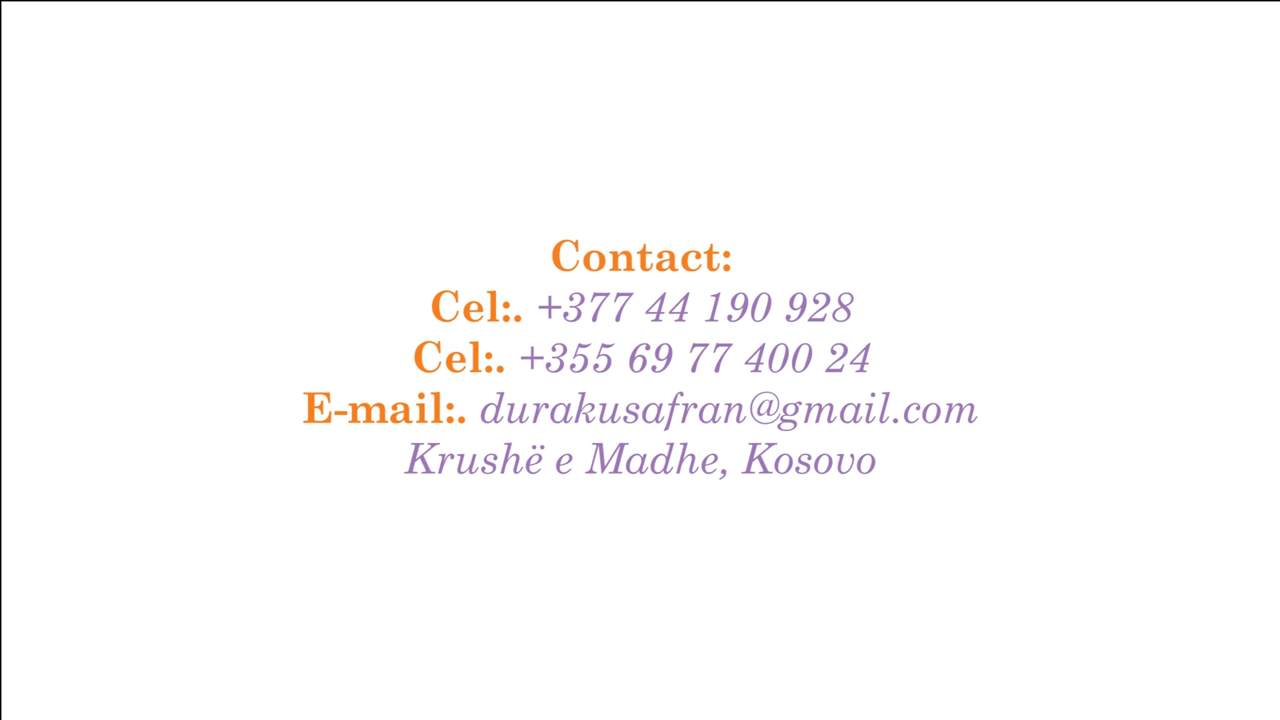 Contact:
Cel:. +377 44 190 928
Cel:. +355 69 77 400 24
E-mail:. durakusafran@gmail.com
Krushë e Madhe, Kosovo